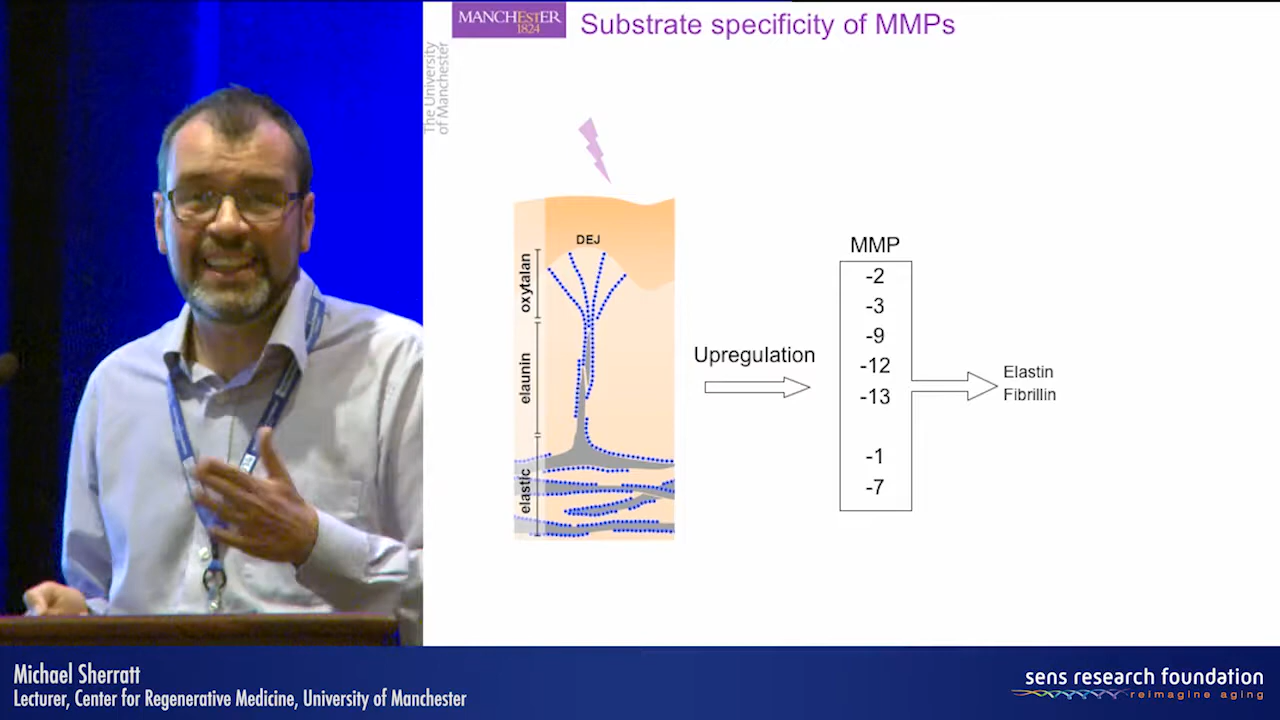 MANCHESTER
1824
The University
of Manchester
Substrate specificity of MMPs
DEJ
oxytalan
elaunin
elastic
Upregulation
MMP
-2
-3
-9
-12
-13
-1
-7
Elastin
Fibrillin
Michael Sherratt
Lecturer, Center for Regenerative Medicine, University of Manchester
sens research foundation
reimagine aging